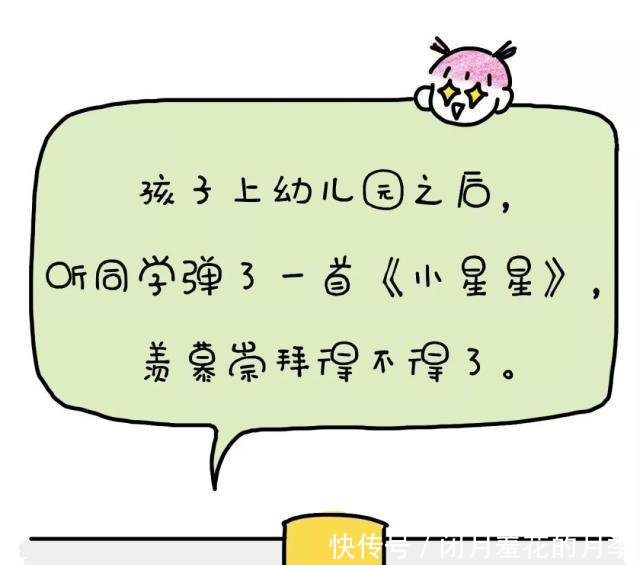 孩子上幼儿园之后,
听同学弹了一首《小星星》,
羡慕崇拜得不得了。
快传号 / 闭月羞花的月